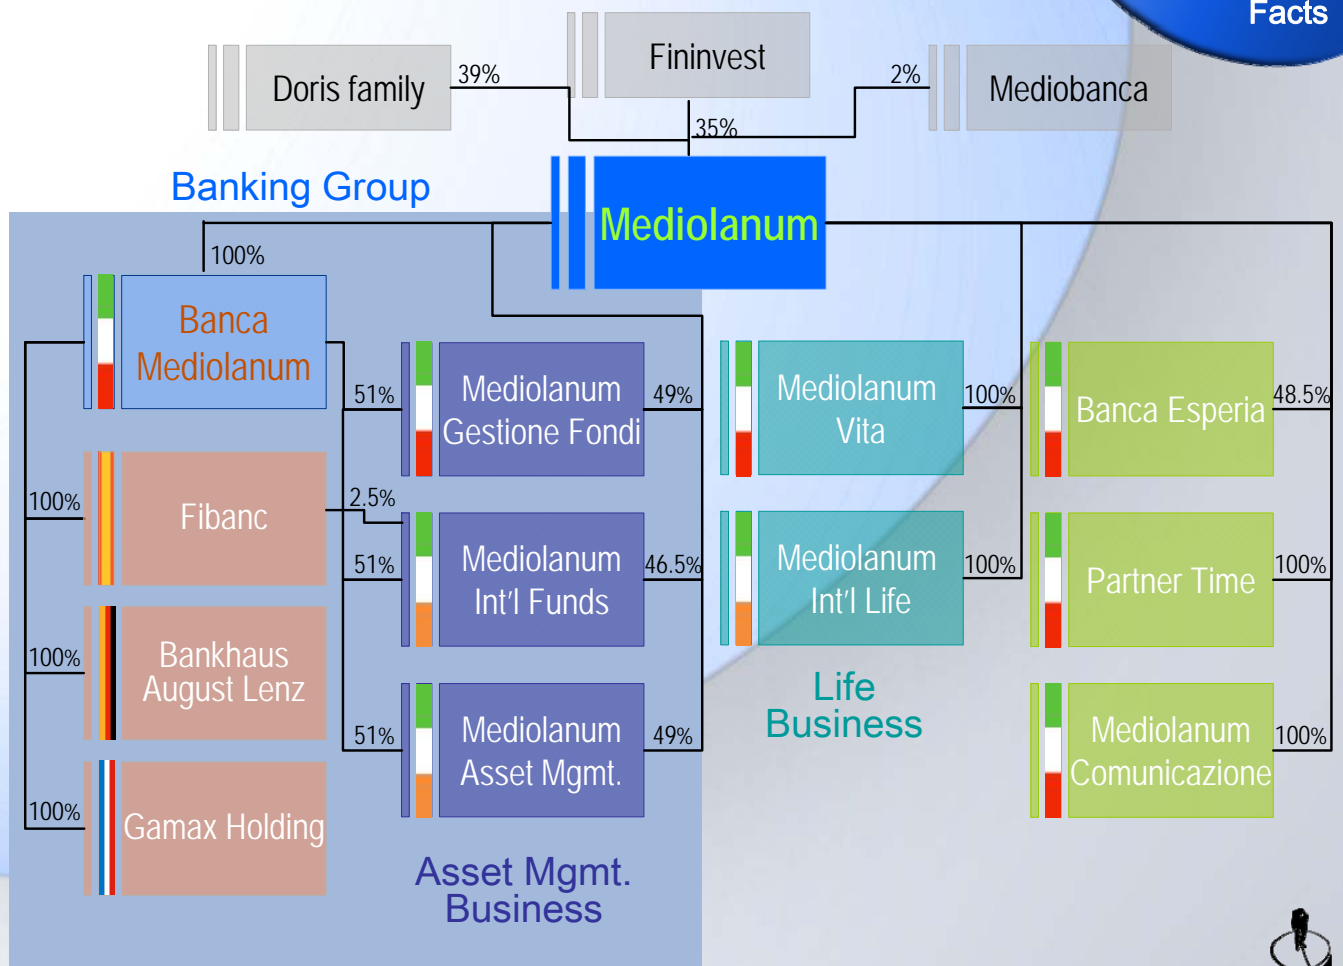 Facts
Fininvest
Doris family
39%
2%
Mediobanca
35%
Banking Group
Mediolanum
100%
Banca
Mediolanum
51%
Mediolanum
Gestione Fondi
49%
Mediolanum
Vita
100%
Banca Esperia
48.5%
100%
Fibanc
2.5%
51%
Mediolanum
Int'l Funds
46.5%
Mediolanum
Int'l Life
100%
Partner Time
100%
100%
Bankhaus
August Lenz
Life
Business
51%
Mediolanum
Asset Mgmt.
49%
Mediolanum
Comunicazione
100%
100%
Gamax Holding
Asset Mgmt.
Business